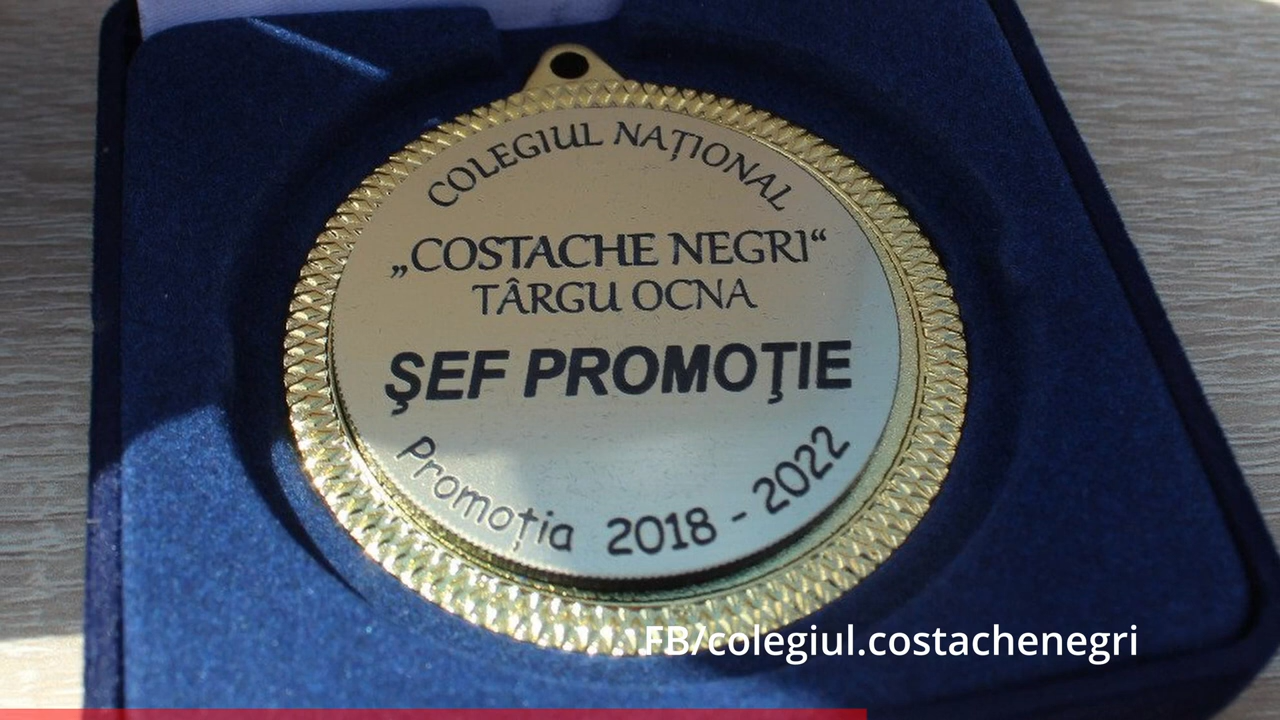 COLEGIUL NAȚIONAL
„COSTACHE NEGRI“
TÂRGU OCNA
ŞEF PROMOŢIE
Promoția 2018 - 2022
FB/colegiul.costachenegri